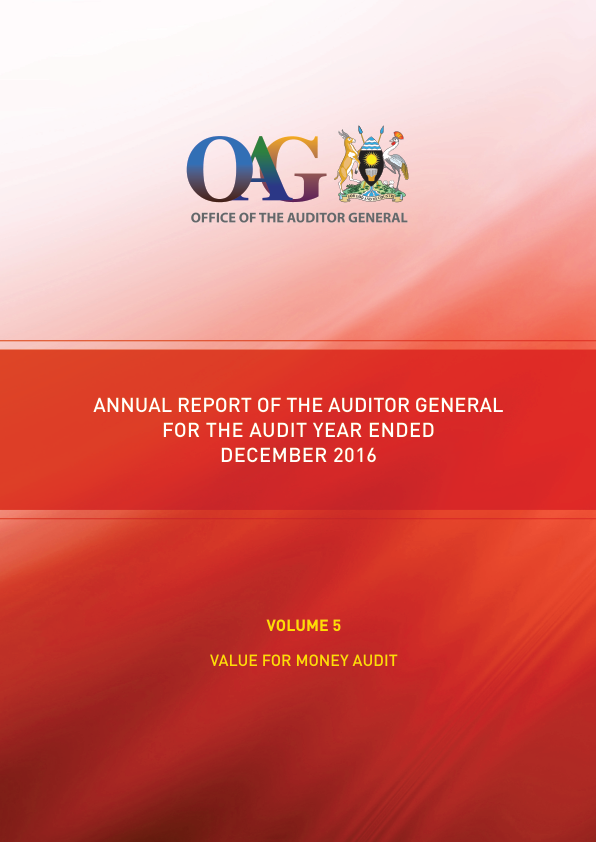 OAG
OFFICE OF THE AUDITOR GENERAL
ANNUAL REPORT OF THE AUDITOR GENERAL
FOR THE AUDIT YEAR ENDED
DECEMBER 2016
VOLUME 5
VALUE FOR MONEY AUDIT